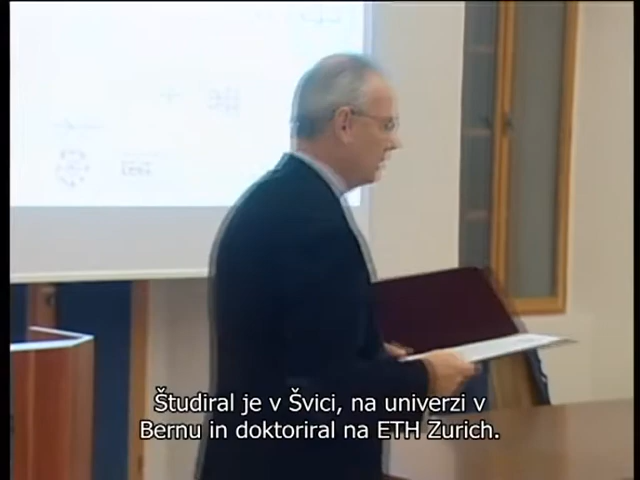 Študiral je v Švici, na univerzi v
Bernu in doktoriral na ETH Zurich.